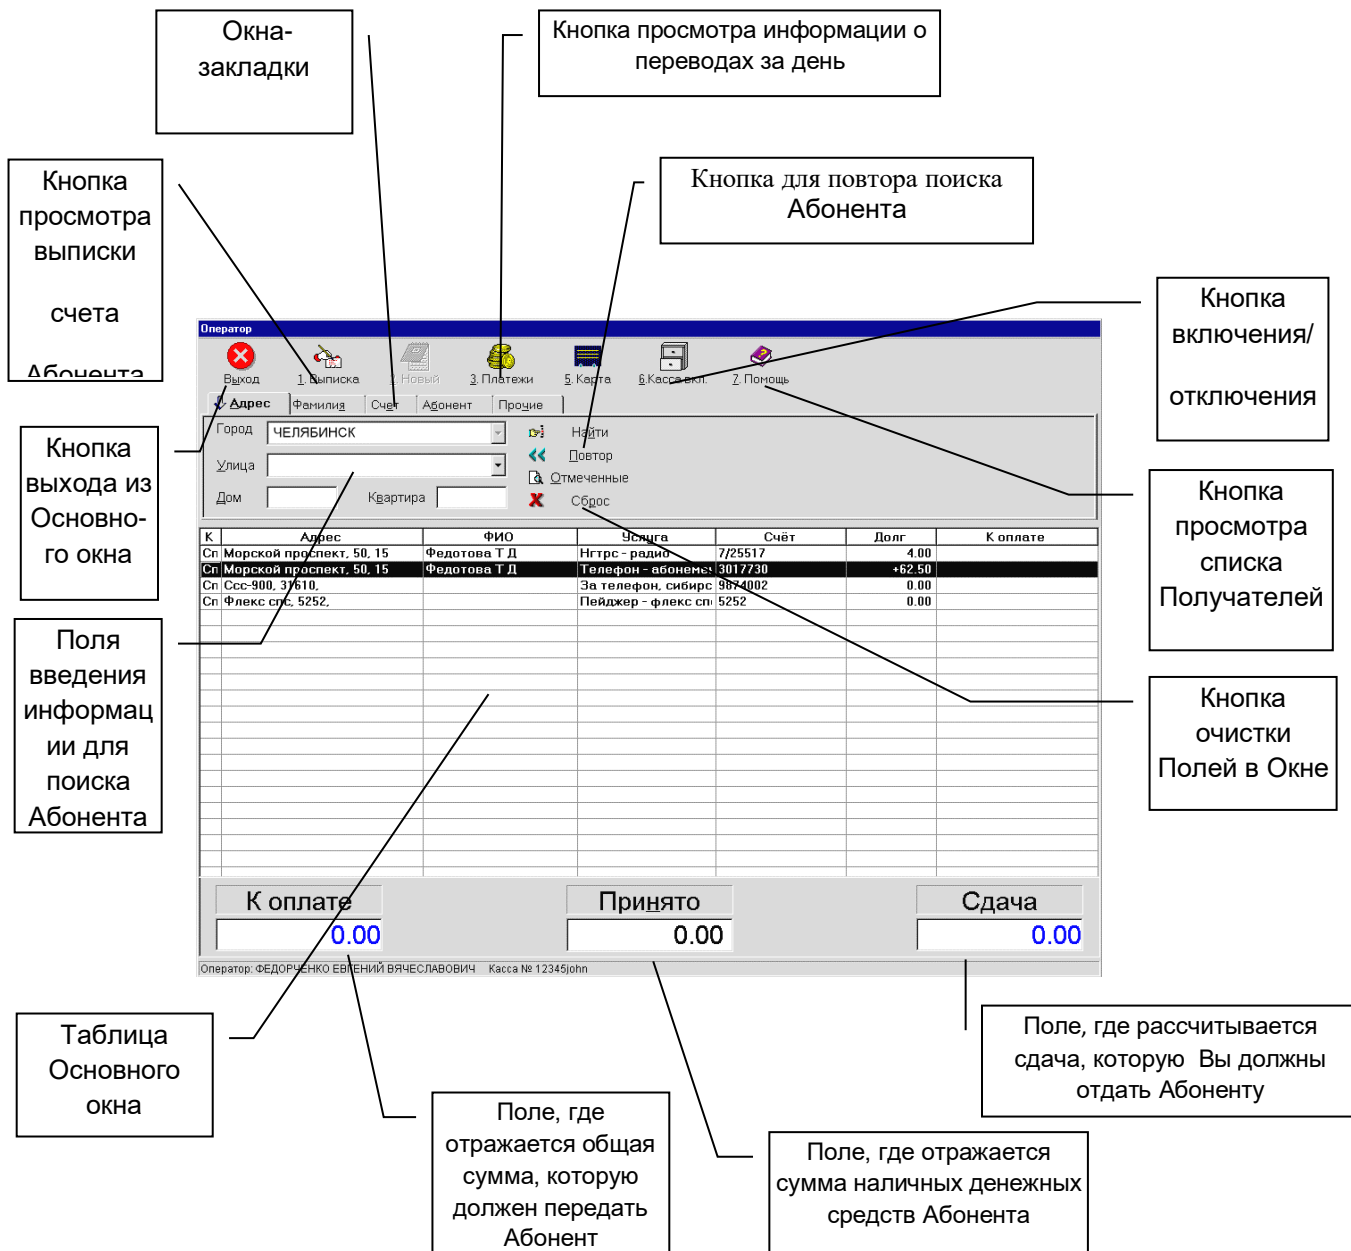 Окна-
закладки
Кнопка просмотра информации о
переводах за день
Кнопка
просмотра
выписки
счета
Абонента
Кнопка для повтора поиска
Абонента
Кнопка
включения/
отключения
Оператор
Выход
1. Выписка
2. Новый
3. Платежи
5. Карта
6.Касса вкл.
7. Помощь
Адрес Фамилия Счет Абонент Прочие
Город ЧЕЛЯБИНСК Найти
Повтор
Улица
Отмеченные
Дом Квартира Сброс
Кнопка
выхода из
Основно-
го окна
Кнопка
просмотра
списка
Получателей
К Адрес ФИО Услуга Счёт Долг К оплате
Сп Морской проспект, 50, 15 Федотова Т Д Нгтрс - радио 7/25517 4.00
Сп Морской проспект, 50, 15 Федотова Т Д Телефон - абонемен 3017730 +62.50
Сп Ссс-900, 31610, За телефон, сибирс 9874002 0.00
Сп Флекс спс, 5252, Пейджер - флекс сп 5252 0.00
Поля
введения
информац
ии для
поиска
Абонента
Кнопка
очистки
Полей в Окне
К оплате Принято Сдача
0.00 0.00 0.00
Оператор: ФЕДОРЧЕНКО ЕВГЕНИЙ ВЯЧЕСЛАВОВИЧ Касса № 12345john
Таблица
Основного
окна
Поле, где рассчитывается
сдача, которую Вы должны
отдать Абоненту
Поле, где
отражается общая
сумма, которую
должен передать
Абонент
Поле, где отражается
сумма наличных денежных
средств Абонента